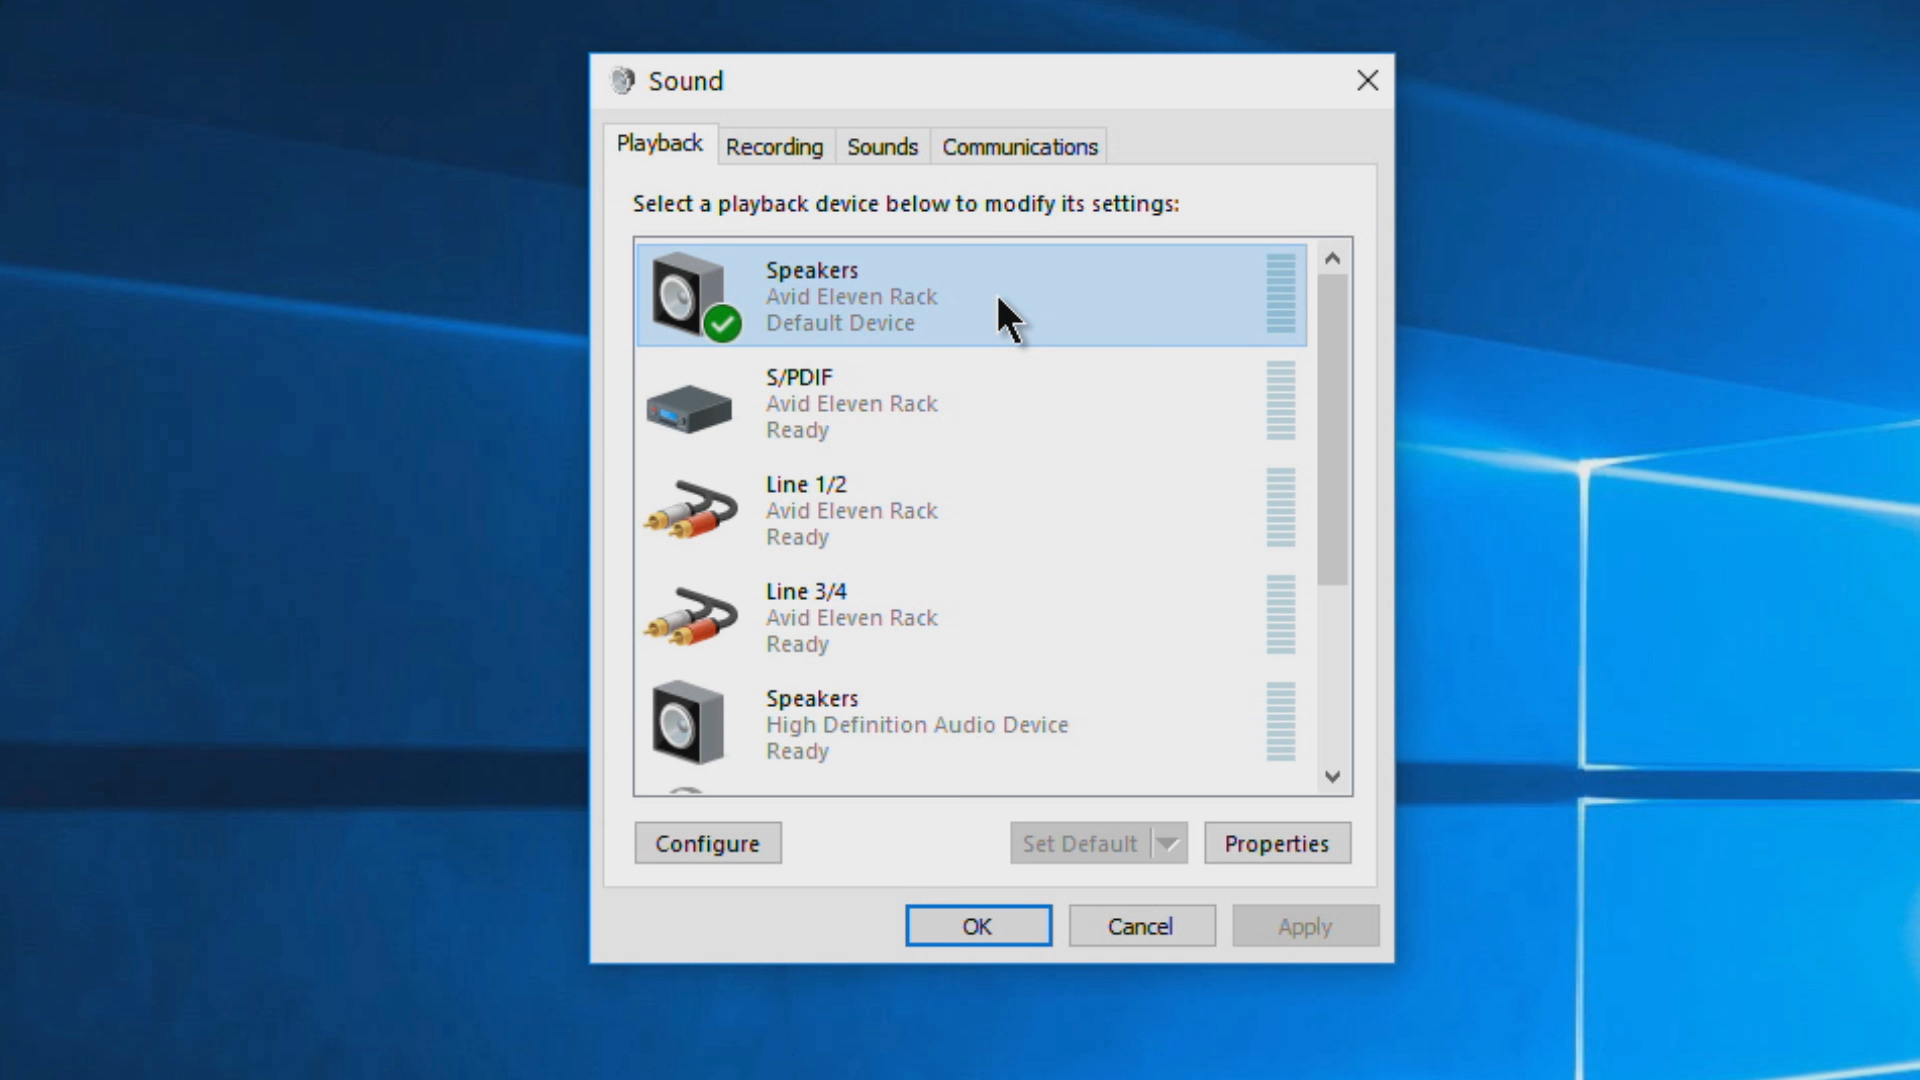 Sound
Playback
Recording
Sounds
Communications
Select a playback device below to modify its settings:
Speakers
Avid Eleven Rack
Default Device
S/PDIF
Avid Eleven Rack
Ready
Line 1/2
Avid Eleven Rack
Ready
Line 3/4
Avid Eleven Rack
Ready
Speakers
High Definition Audio Device
Ready
Configure
Set Default
Properties
OK
Cancel
Apply